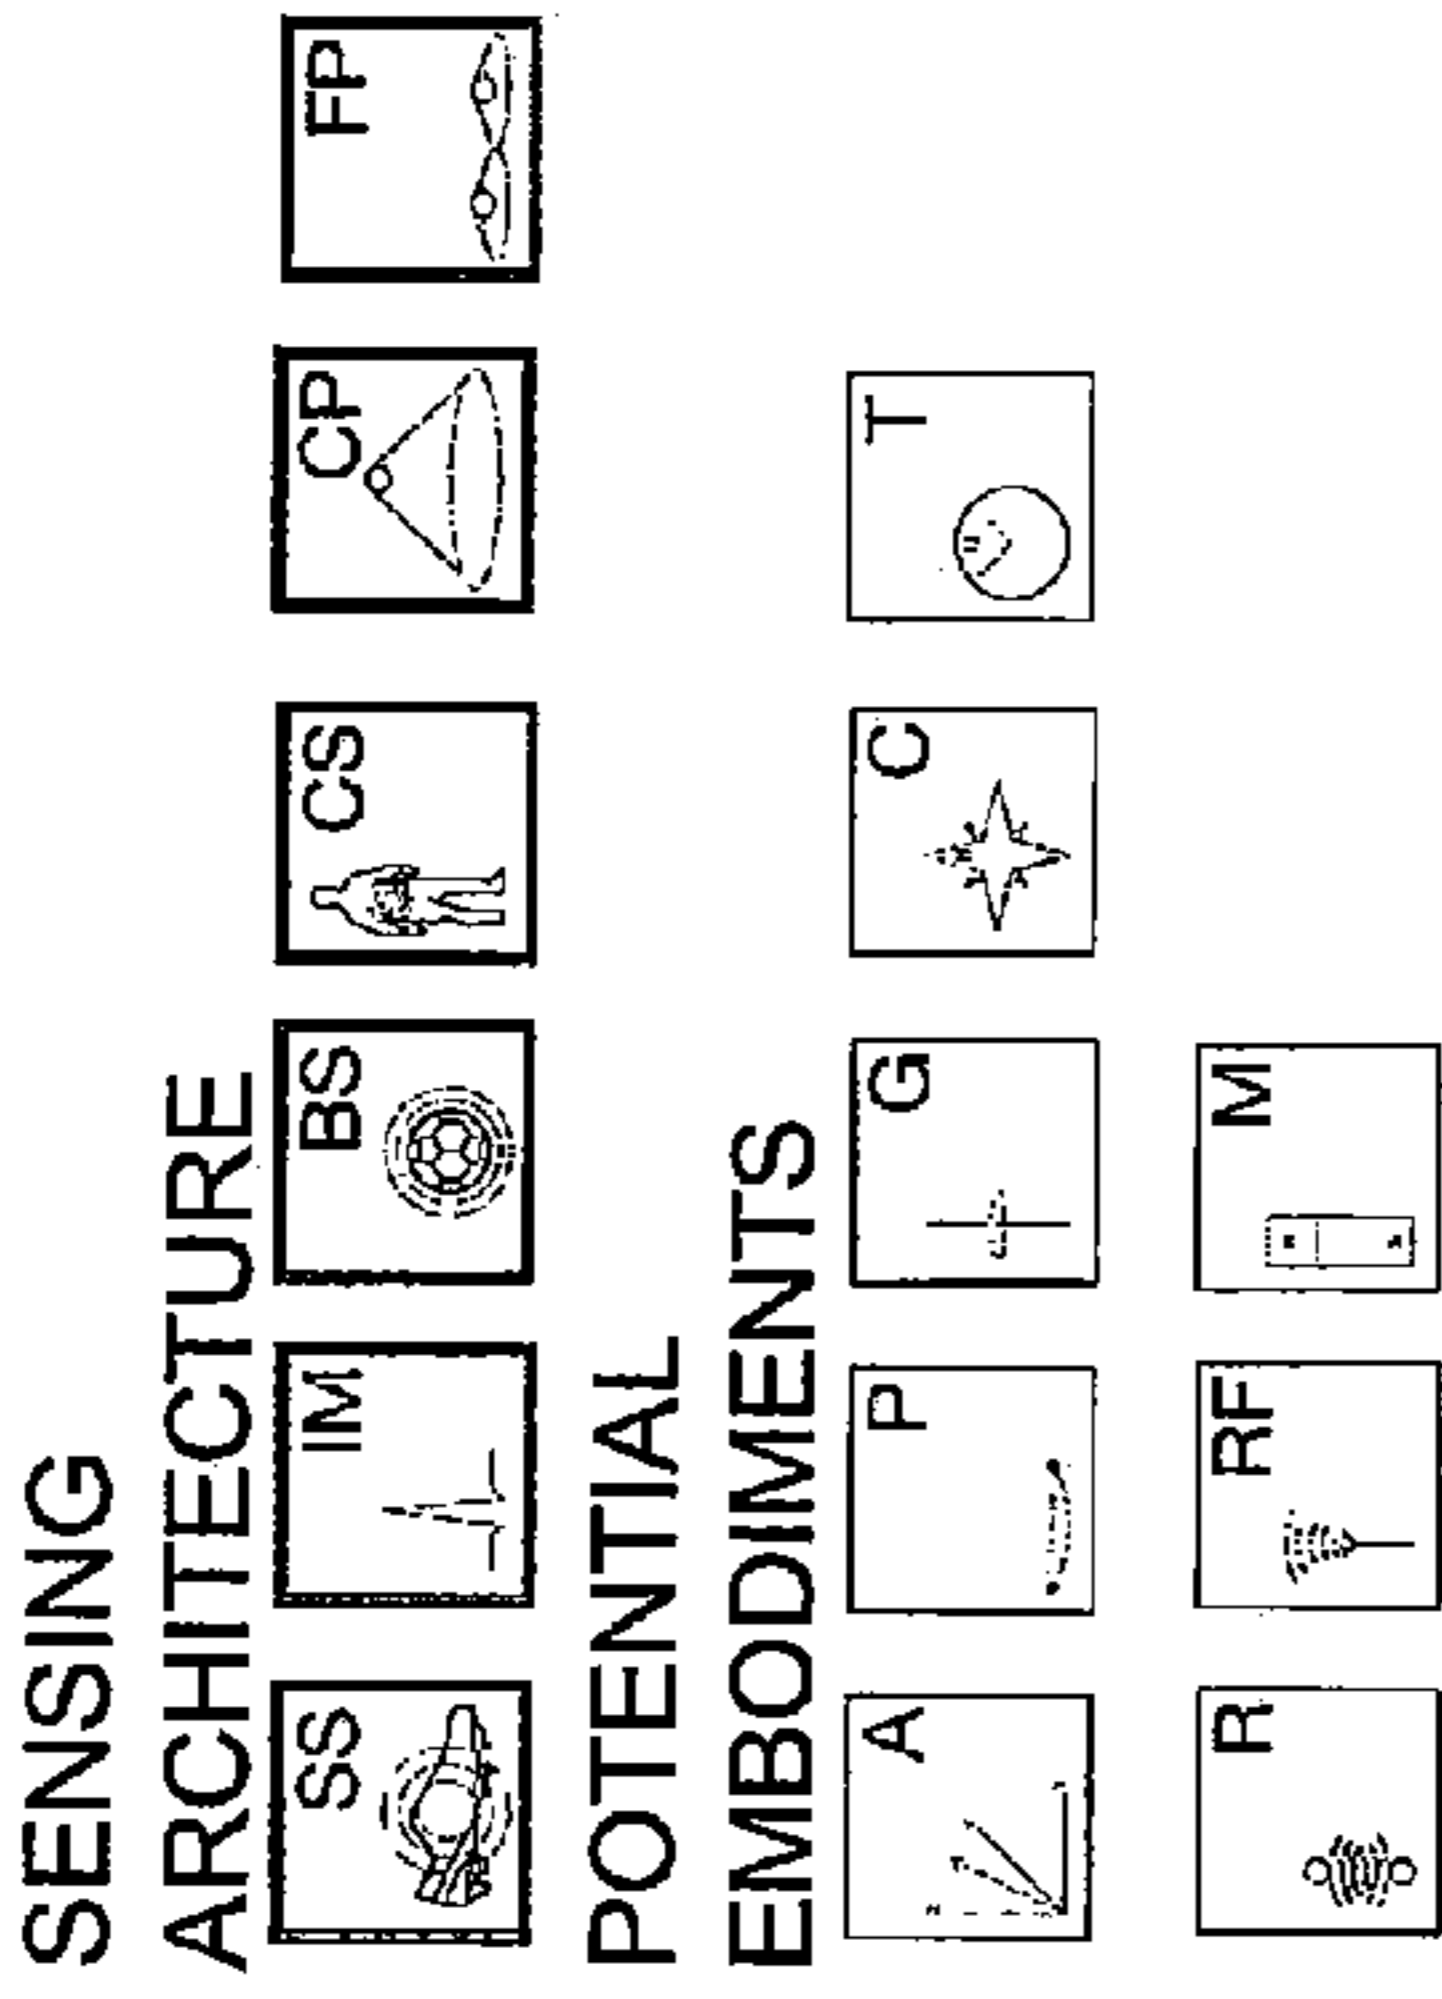 SENSING
ARCHITECTURE
SS IM BS CS CP FP
POTENTIAL
EMBODIMENTS
A P G C T
R RF M